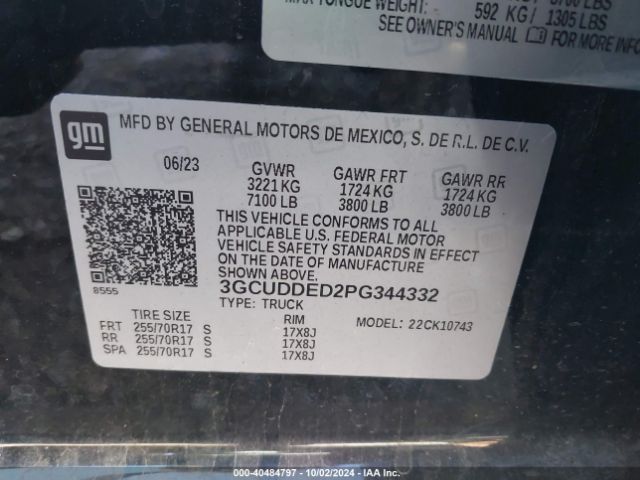 MAX TONGUE WEIGHT: 592 KG/ 1305 LBS
SEE OWNER'S MANUAL FOR MORE INFO
gm
MFD BY GENERAL MOTORS DE MEXICO, S. DE R.L. DE C.V.
06/23 GVWR GAWR FRT GAWR RR
3221 KG 1724 KG 1724 KG
7100 LB 3800 LB 3800 LB
THIS VEHICLE CONFORMS TO ALL
APPLICABLE U.S. FEDERAL MOTOR
VEHICLE SAFETY STANDARDS IN EFFECT
ON THE DATE OF MANUFACTURE
SHOWN ABOVE.
8555
3GCUDDED2PG344332
TYPE: TRUCK
TIRE SIZE RIM MODEL: 22CK10743
FRT 255/70R17 S 17X8J
RR 255/70R17 S 17X8J
SPA 255/70R17 S 17X8J
000-40484797 - 10/02/2024 - IAA Inc.